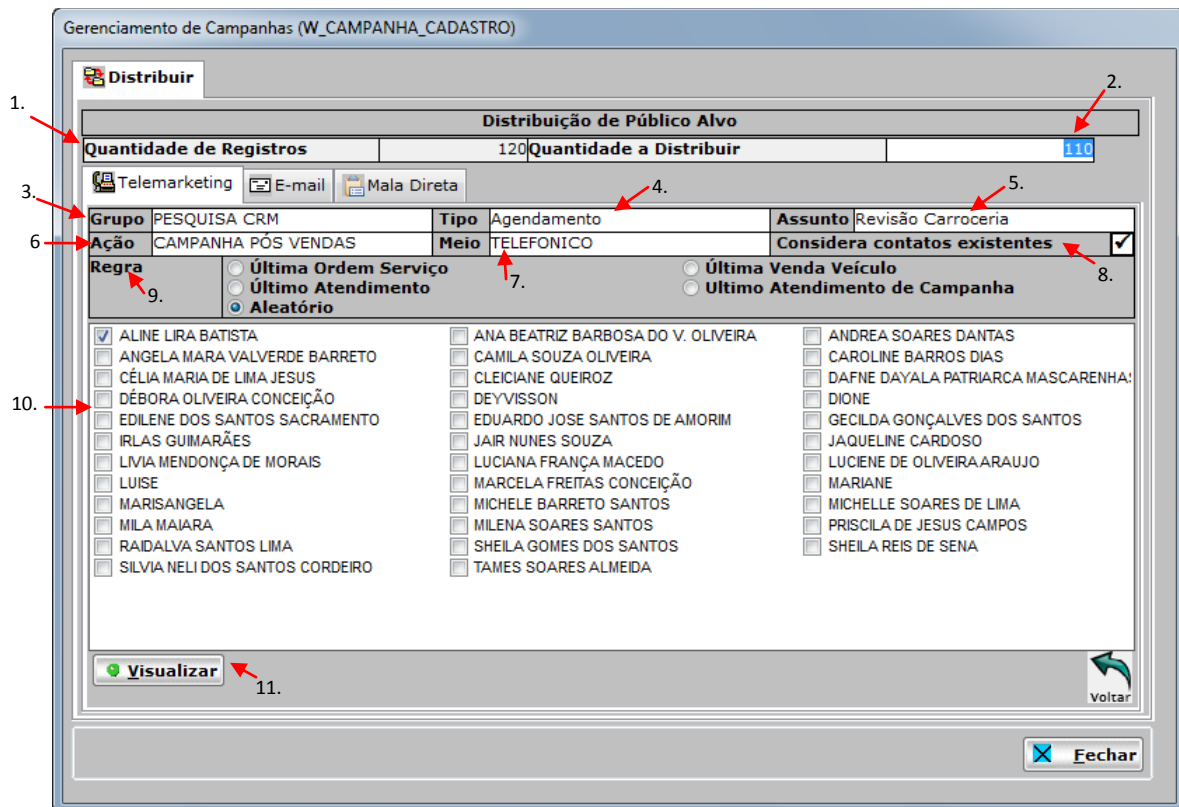 Gerenciamento de Campanhas (W_CAMPANHA_CADASTRO)
Distribuir
2.
1.
Distribuição de Público Alvo
Quantidade de Registros 120 Quantidade a Distribuir 110
Telemarketing E-mail Mala Direta
3. 4. 5.
Grupo PESQUISA CRM Tipo Agendamento Assunto Revisão Carroceria
6 Ação CAMPANHA PÓS VENDAS Meio TELEFONICO Considera contatos existentes
Regra Última Ordem Serviço Última Venda Veículo
9. 7. 8.
Último Atendimento Ultimo Atendimento de Campanha
Aleatório
ALINE LIRA BATISTA ANA BEATRIZ BARBOSA DO V. OLIVEIRA ANDREA SOARES DANTAS
ANGELA MARA VALVERDE BARRETO CAMILA SOUZA OLIVEIRA CAROLINE BARROS DIAS
CÉLIA MARIA DE LIMA JESUS CLEICIANE QUEIROZ DAFNE DAYALA PATRIARCA MASCARENHAS
10. DÉBORA OLIVEIRA CONCEIÇÃO DEYVISSON DIONE
EDILENE DOS SANTOS SACRAMENTO EDUARDO JOSE SANTOS DE AMORIM GECILDA GONÇALVES DOS SANTOS
IRLAS GUIMARÃES JAIR NUNES SOUZA JAQUELINE CARDOSO
LIVIA MENDONÇA DE MORAIS LUCIANA FRANÇA MACEDO LUCIENE DE OLIVEIRA ARAUJO
LUISE MARCELA FREITAS CONCEIÇÃO MARIANE
MARISANGELA MICHELE BARRETO SANTOS MICHELLE SOARES DE LIMA
MILA MAIARA MILENA SOARES SANTOS PRISCILA DE JESUS CAMPOS
RAIDALVA SANTOS LIMA SHEILA GOMES DOS SANTOS SHEILA REIS DE SENA
SILVIA NELI DOS SANTOS CORDEIRO TAMES SOARES ALMEIDA
Visualizar
11.
Voltar
Fechar